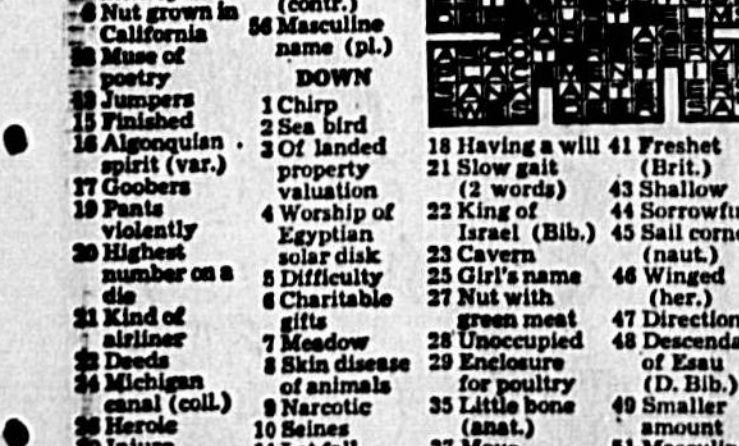 Nut grown in
California
Muse of
poetry
Jumpers
15 Finished
16 Algonquian
spirit (var.)
17 Goobers
19 Pants
violently
20 Highest
number on a
die
21 Kind of
airliner
Deeds
24 Michigan
canal (coll.)
Heroic
Injure
(contr.)
56 Masculine
name (pl.)
DOWN
1 Chirp
2 Sea bird
3 Of landed
property
valuation
4 Worship of
Egyptian
solar disk
5 Difficulty
6 Charitable
gifts
7 Meadow
8 Skin disease
of animals
9 Narcotic
10 Seines
18 Having a will
21 Slow gait
(2 words)
22 King of
Israel (Bib.)
23 Cavern
25 Girl's name
27 Nut with
green meat
28 Unoccupied
29 Enclosure
for poultry
35 Little bone
(anat.)
41 Freshet
(Brit.)
43 Shallow
44 Sorrowfu
45 Sail corne
(naut.)
46 Winged
(her.)
47 Direction
48 Descenda
of Esau
(D. Bib.)
49 Smaller
amount